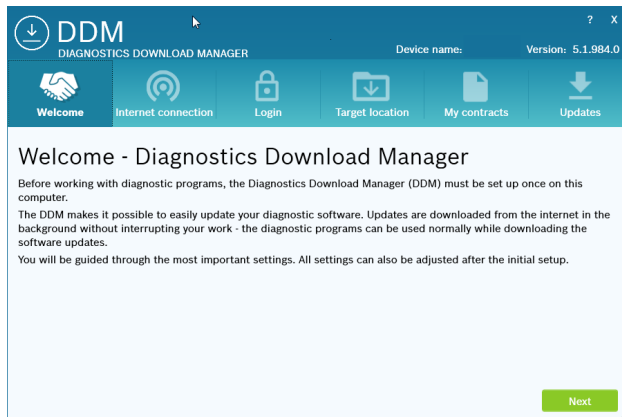 DDM
DIAGNOSTICS DOWNLOAD MANAGER
? X
Device name: Version: 5.1.984.0
Welcome Internet connection Login Target location My contracts Updates
Welcome - Diagnostics Download Manager
Before working with diagnostic programs, the Diagnostics Download Manager (DDM) must be set up once on this
computer.
The DDM makes it possible to easily update your diagnostic software. Updates are downloaded from the internet in the
background without interrupting your work - the diagnostic programs can be used normally while downloading the
software updates.
You will be guided through the most important settings. All settings can also be adjusted after the initial setup.
Next